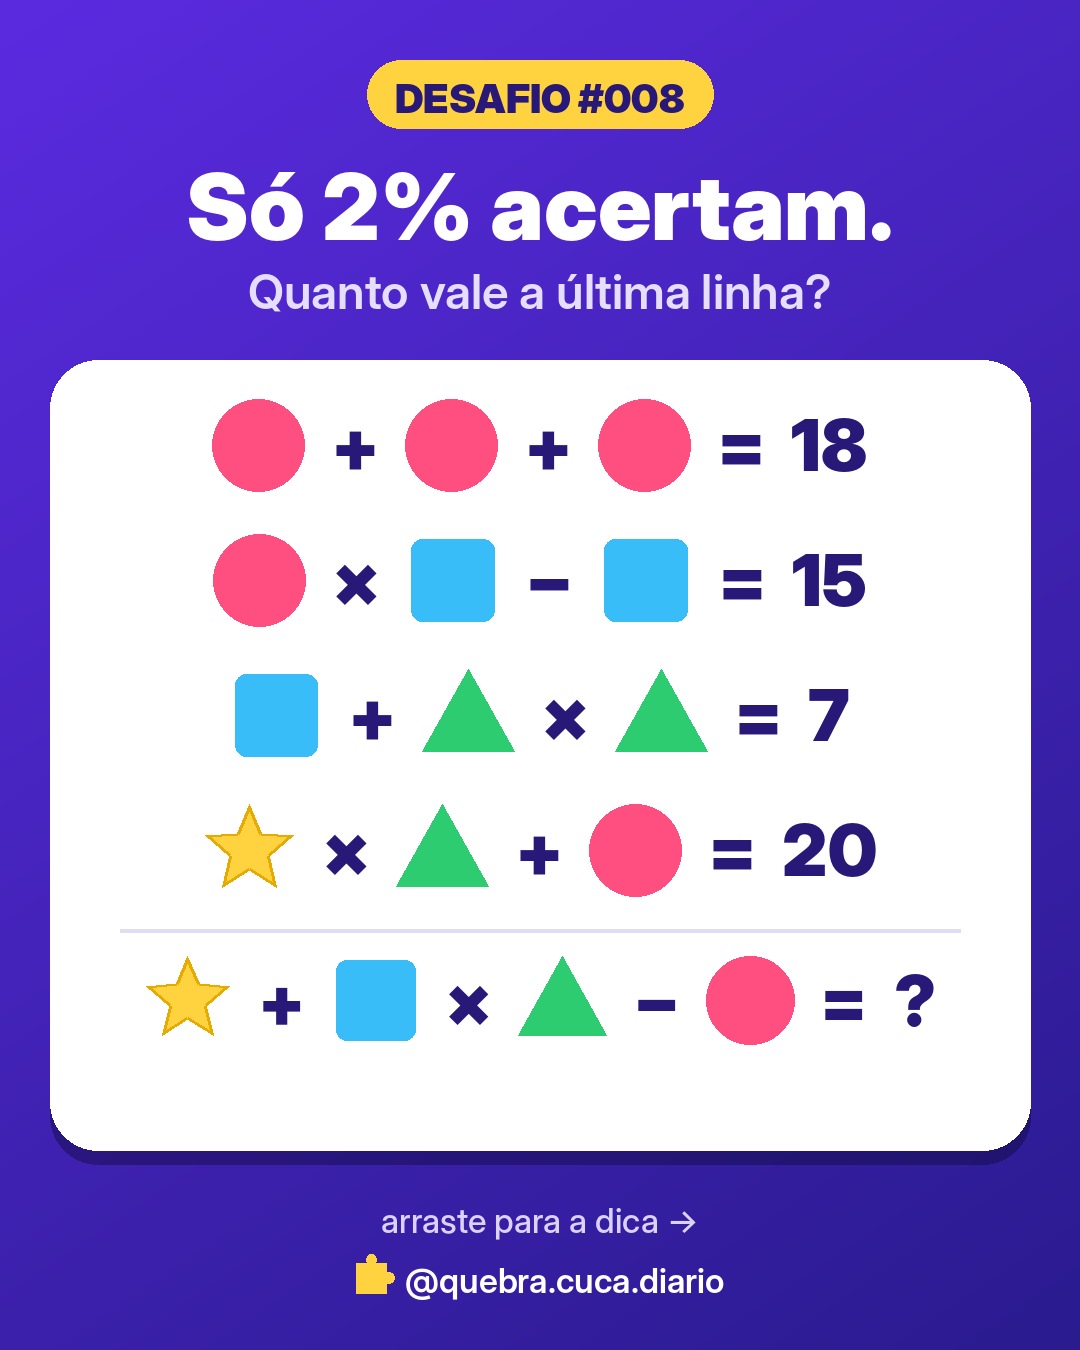 DESAFIO #008
Só 2% acertam.
Quanto vale a última linha?
+ + = 18
× − = 15
+ × = 7
× + = 20
+ × − = ?
arraste para a dica →
@quebra.cuca.diario